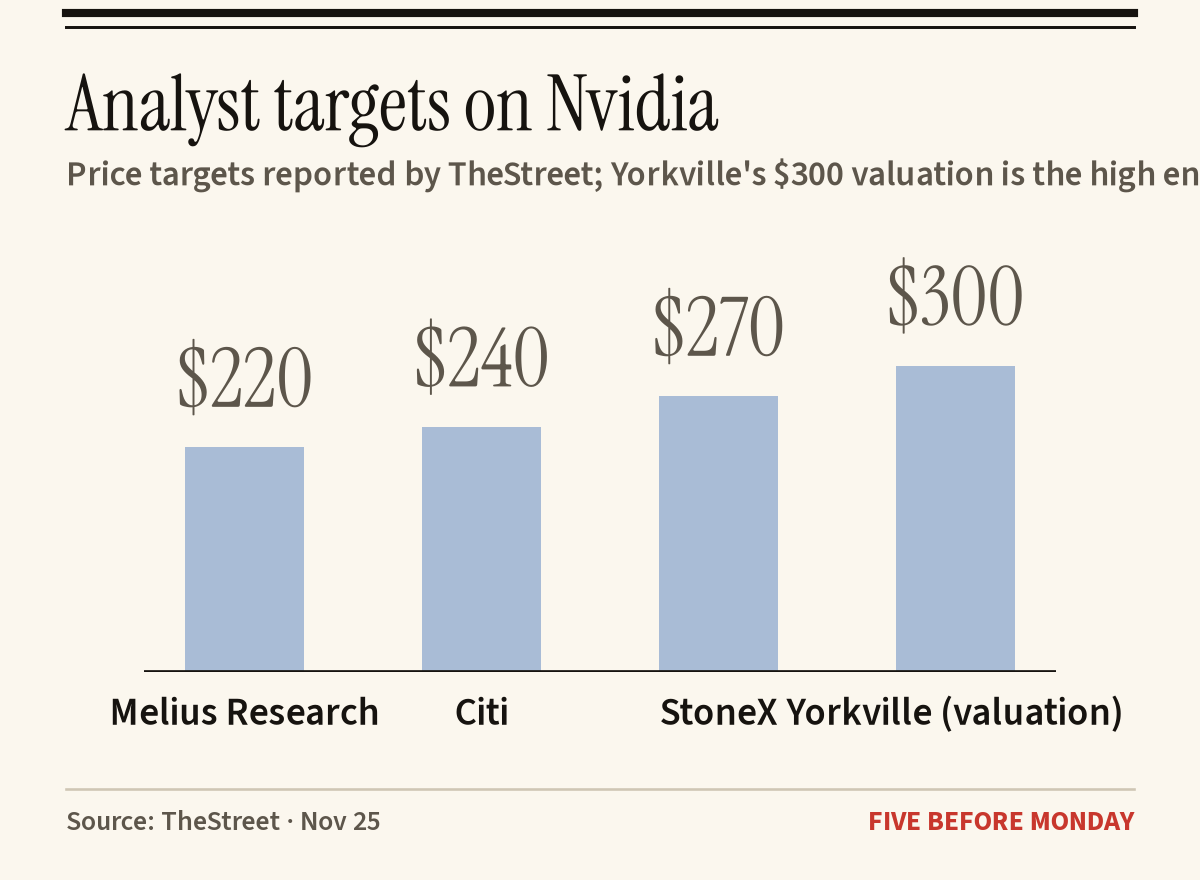 Analyst targets on Nvidia
Price targets reported by TheStreet; Yorkville's $300 valuation is the high en
$220 $240 $270 $300
Melius Research Citi StoneX Yorkville (valuation)
Source: TheStreet · Nov 25 FIVE BEFORE MONDAY